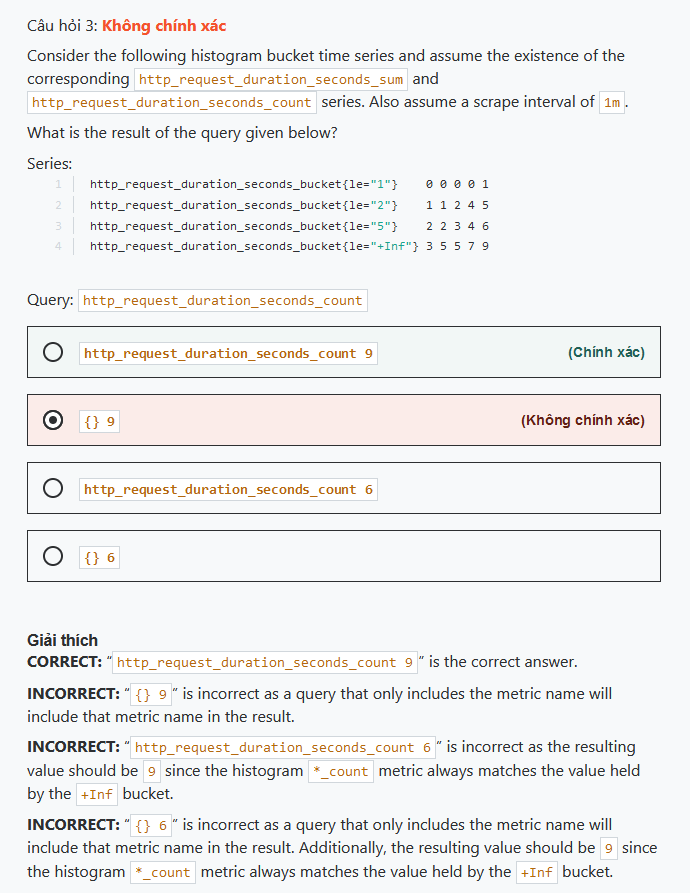 Câu hỏi 3: Không chính xác
Consider the following histogram bucket time series and assume the existence of the
corresponding http_request_duration_seconds_sum and
http_request_duration_seconds_count series. Also assume a scrape interval of 1m.
What is the result of the query given below?
Series:
1 http_request_duration_seconds_bucket{le="1"} 0 0 0 0 1
2 http_request_duration_seconds_bucket{le="2"} 1 1 2 4 5
3 http_request_duration_seconds_bucket{le="5"} 2 2 3 4 6
4 http_request_duration_seconds_bucket{le="+Inf"} 3 5 5 7 9
Query: http_request_duration_seconds_count
http_request_duration_seconds_count 9 (Chính xác)
{} 9 (Không chính xác)
http_request_duration_seconds_count 6
{} 6
Giải thích
CORRECT: “http_request_duration_seconds_count 9” is the correct answer.
INCORRECT: “{} 9” is incorrect as a query that only includes the metric name will
include that metric name in the result.
INCORRECT: “http_request_duration_seconds_count 6” is incorrect as the resulting
value should be 9 since the histogram *_count metric always matches the value held
by the +Inf bucket.
INCORRECT: “{} 6” is incorrect as a query that only includes the metric name will
include that metric name in the result. Additionally, the resulting value should be 9 since
the histogram *_count metric always matches the value held by the +Inf bucket.